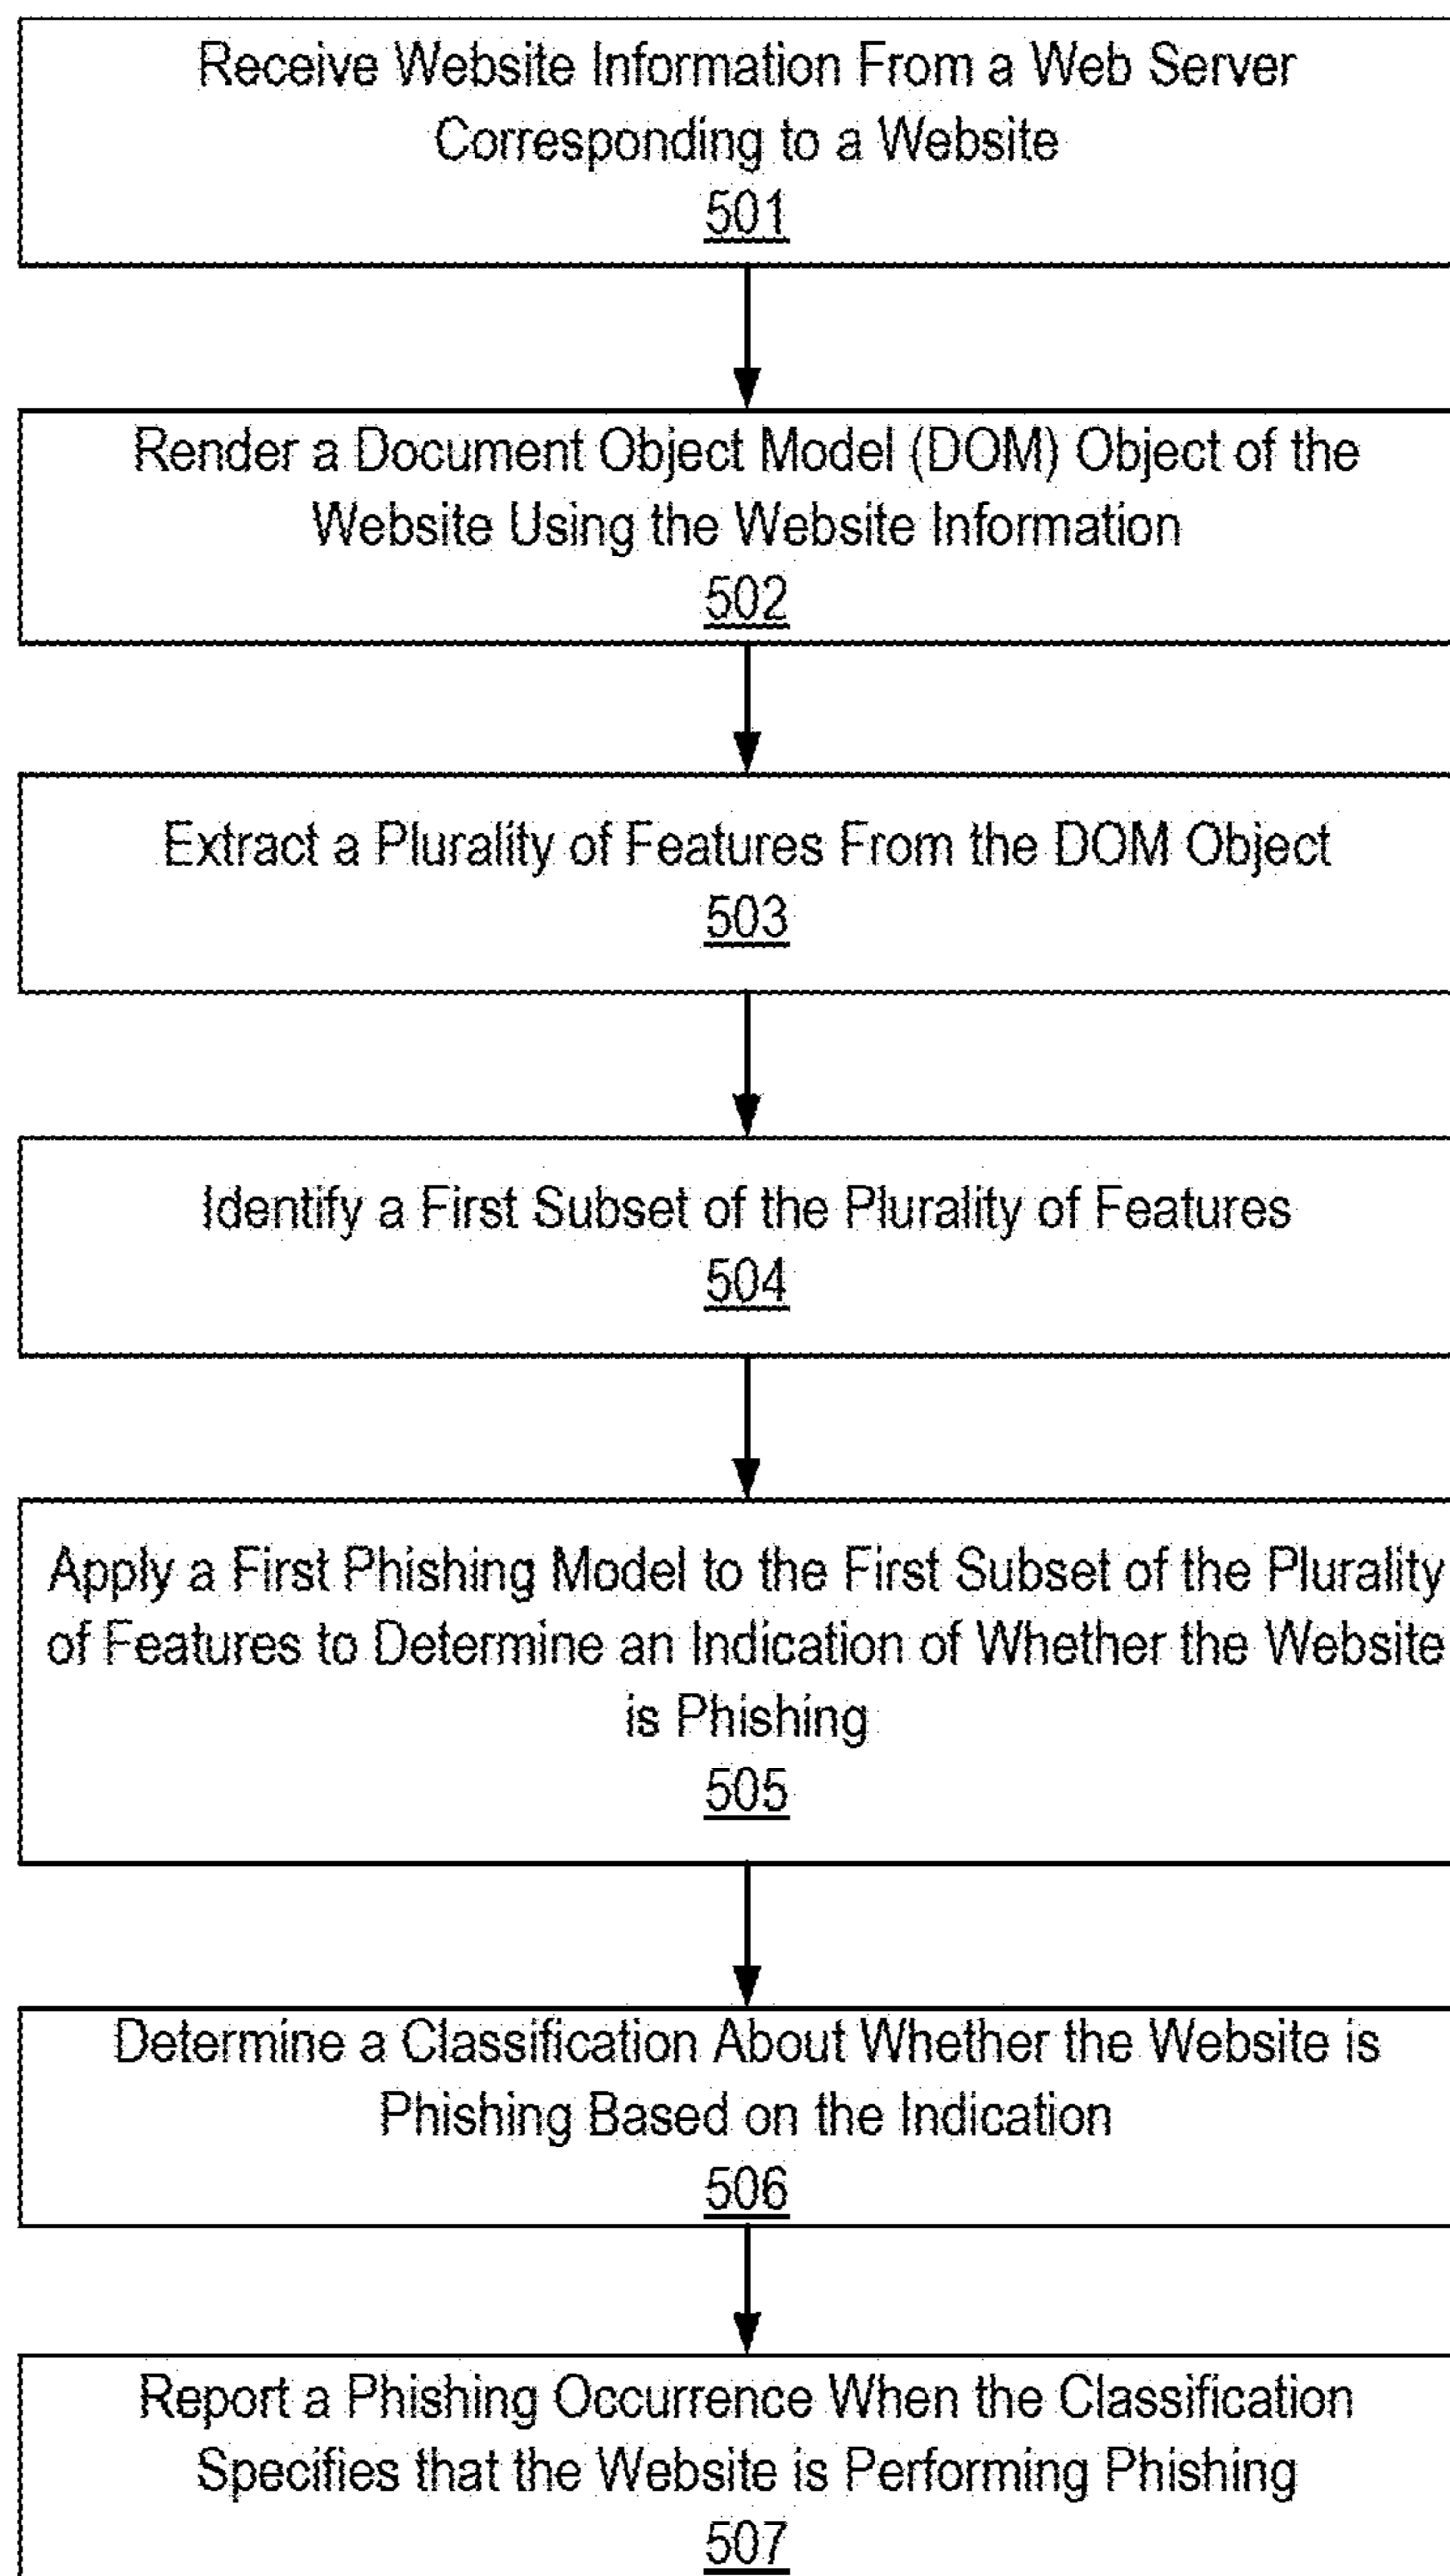 Receive Website Information From a Web Server
Corresponding to a Website
501
Render a Document Object Model (DOM) Object of the
Website Using the Website Information
502
Extract a Plurality of Features From the DOM Object
503
Identify a First Subset of the Plurality of Features
504
Apply a First Phishing Model to the First Subset of the Plurality
of Features to Determine an Indication of Whether the Website
is Phishing
505
Determine a Classification About Whether the Website is
Phishing Based on the Indication
506
Report a Phishing Occurrence When the Classification
Specifies that the Website is Performing Phishing
507